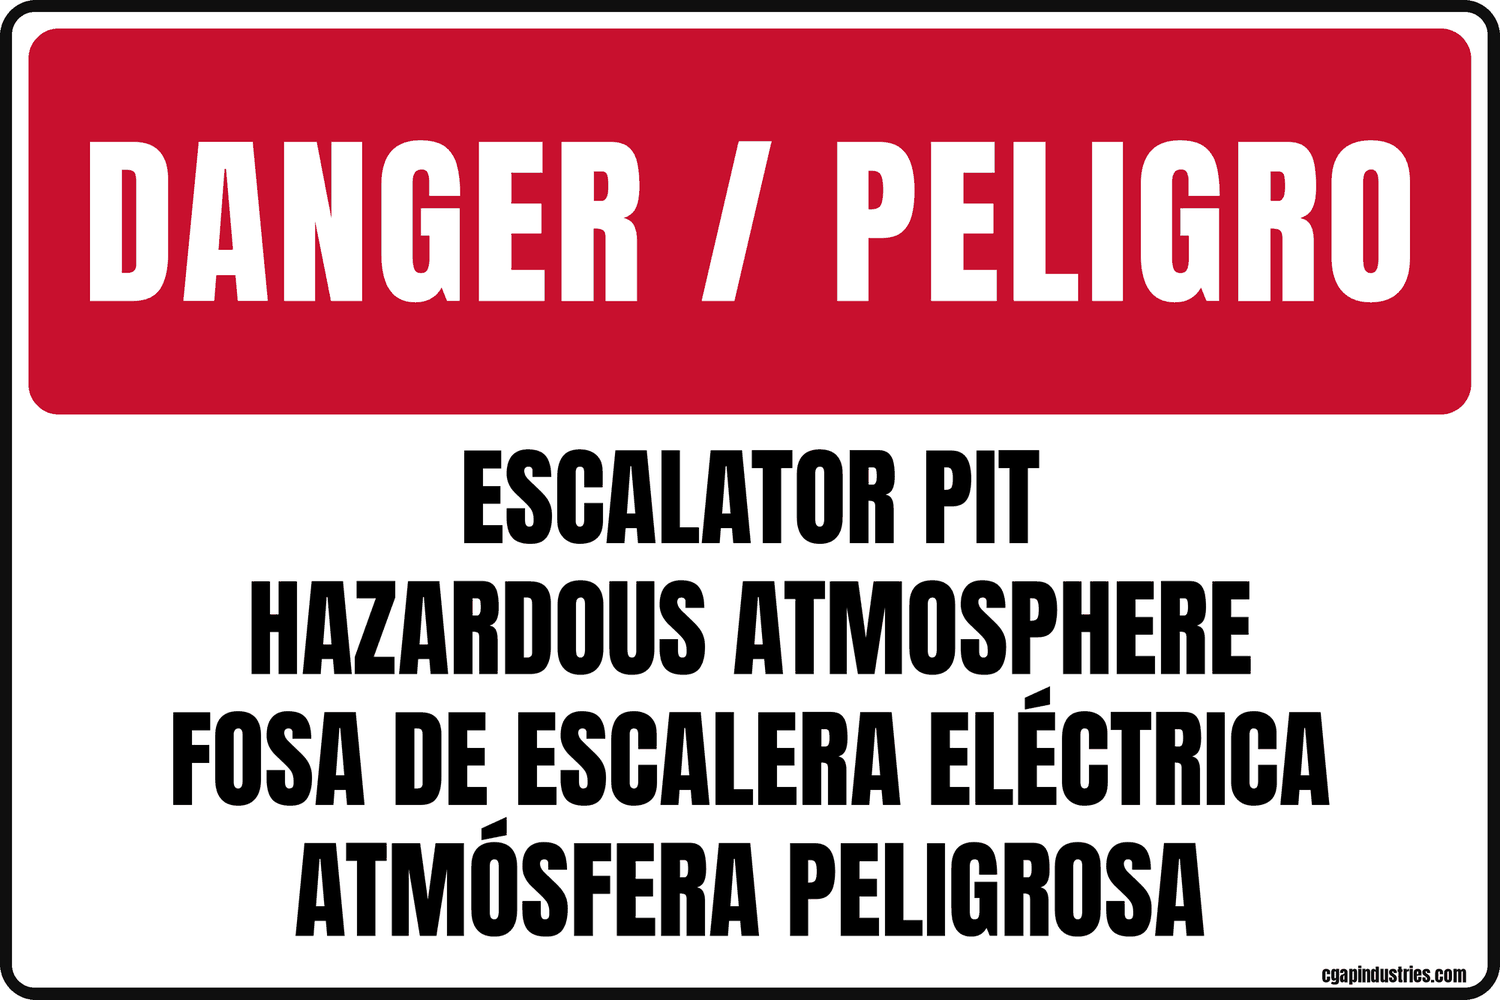 DANGER / PELIGRO
ESCALATOR PIT
HAZARDOUS ATMOSPHERE
FOSA DE ESCALERA ELÉCTRICA
ATMÓSFERA PELIGROSA
cgapindustries.com